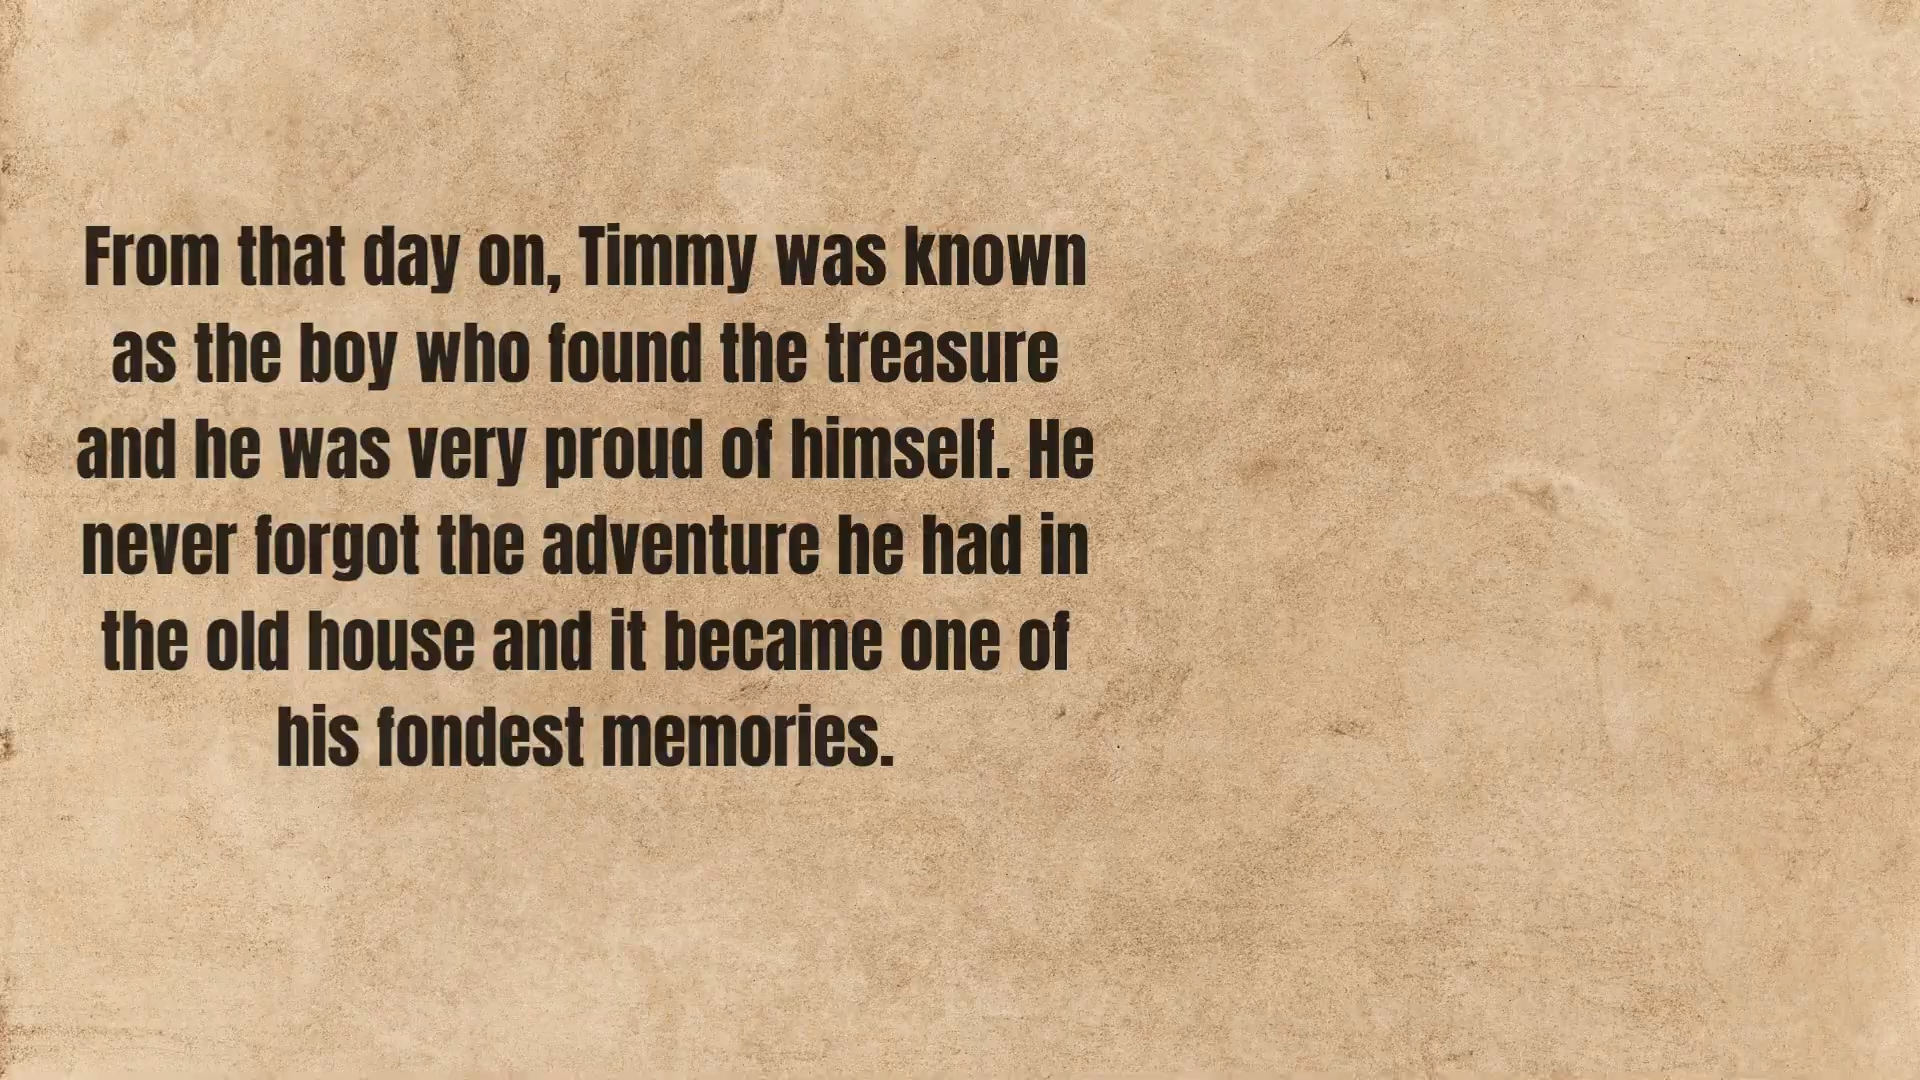 From that day on, Timmy was known
as the boy who found the treasure
and he was very proud of himself. He
never forgot the adventure he had in
the old house and it became one of
his fondest memories.